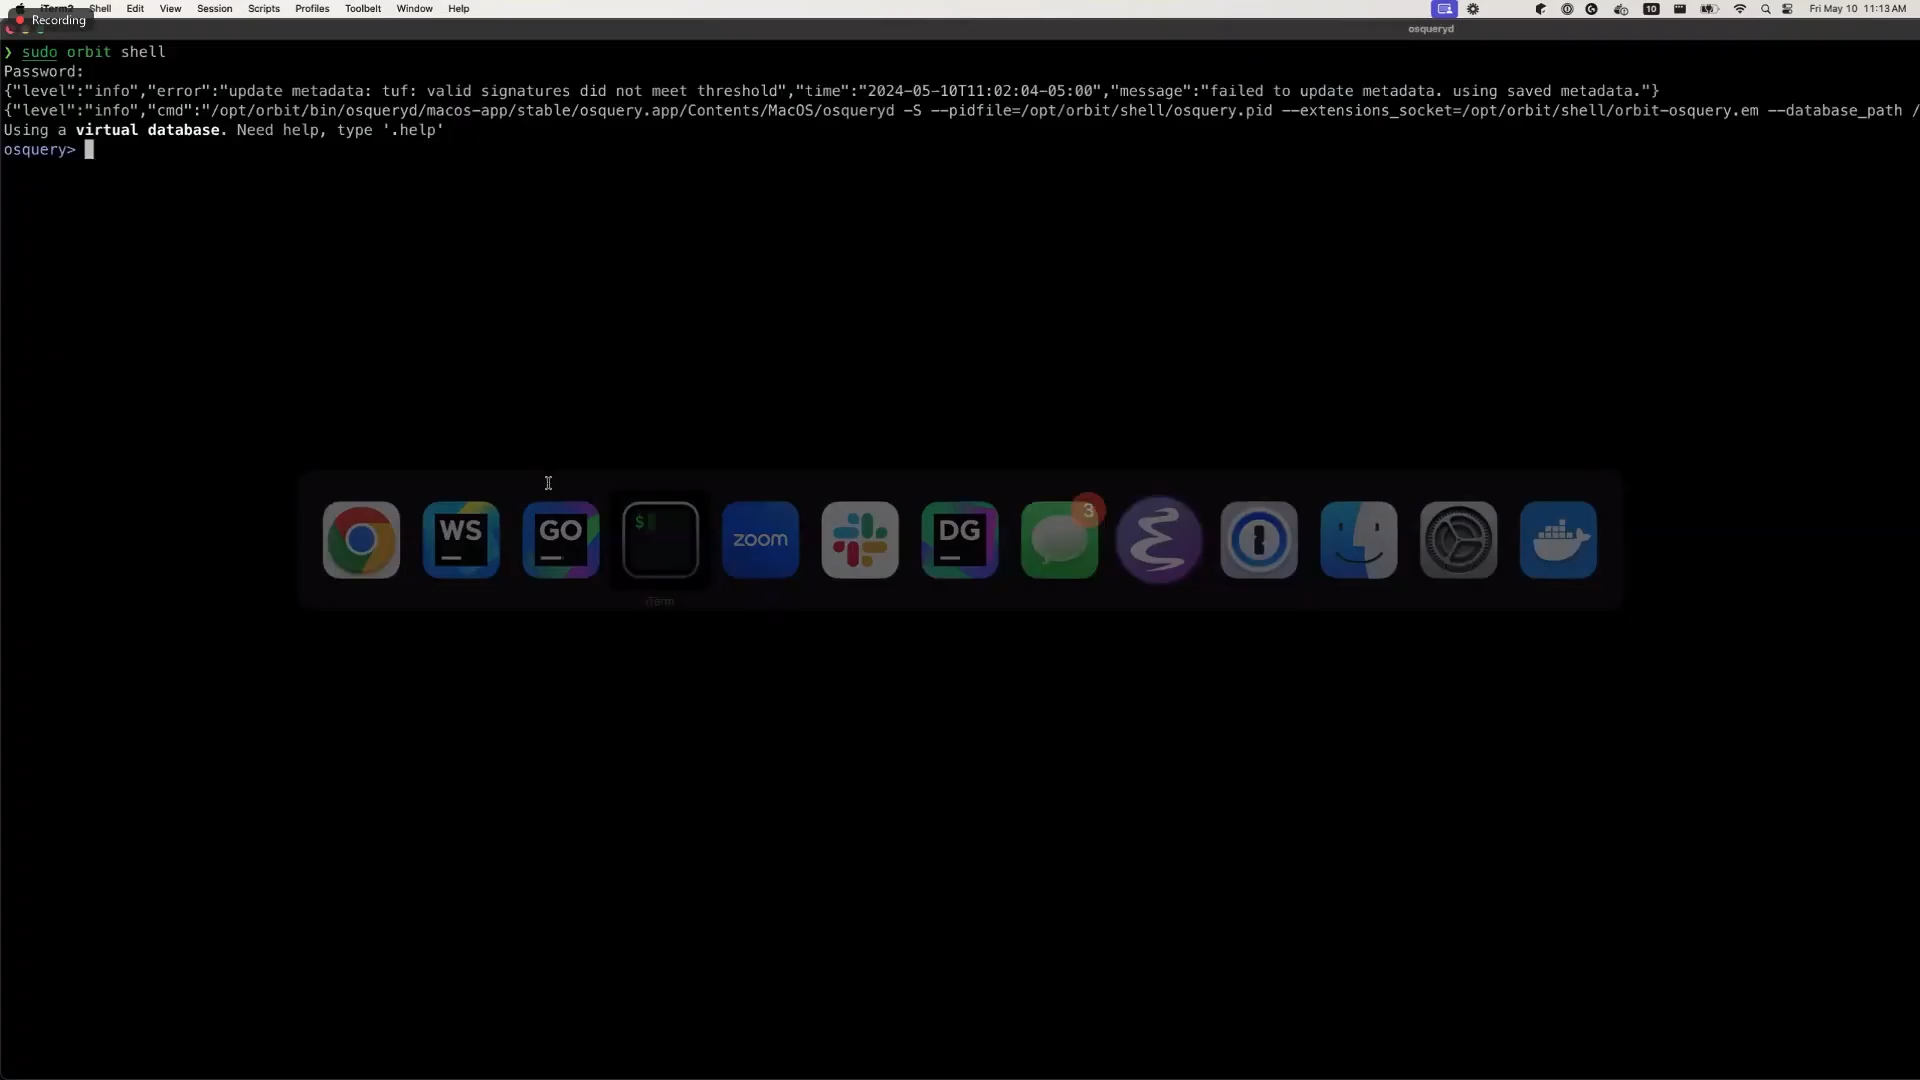 iTerm2 Shell Edit View Session Scripts Profiles Toolbelt Window Help 10 Fri May 10 11:13 AM
Recording
osqueryd
❯ sudo orbit shell
Password:
{"level":"info","error":"update metadata: tuf: valid signatures did not meet threshold","time":"2024-05-10T11:02:04-05:00","message":"failed to update metadata. using saved metadata."}
{"level":"info","cmd":"/opt/orbit/bin/osqueryd/macos-app/stable/osquery.app/Contents/MacOS/osqueryd -S --pidfile=/opt/orbit/shell/osquery.pid --extensions_socket=/opt/orbit/shell/orbit-osquery.em --database_path /
Using a virtual database. Need help, type '.help'
osquery>
WS GO $ zoom DG 3
iTerm